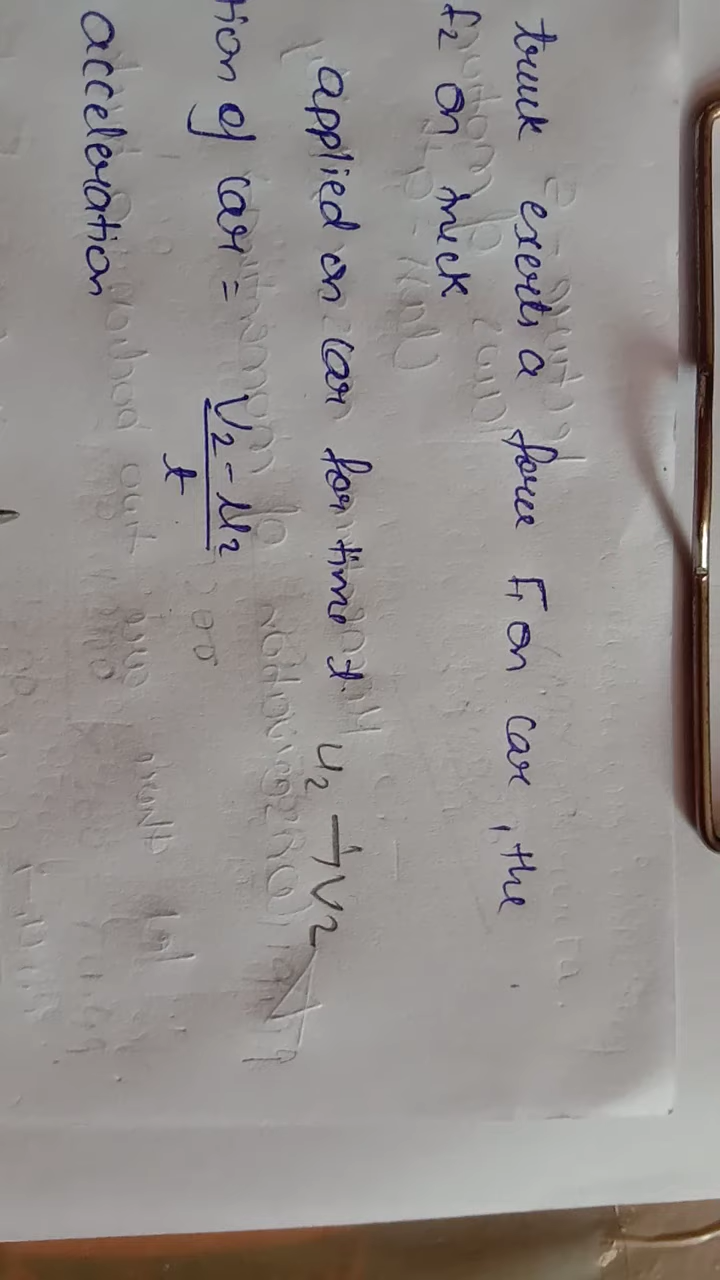 truck exerts a force F₁ on car, the
f₂ on truck
applied on car for time t. u₂ → v₂
tion of car = V₂ - u₂ / t
acceleration